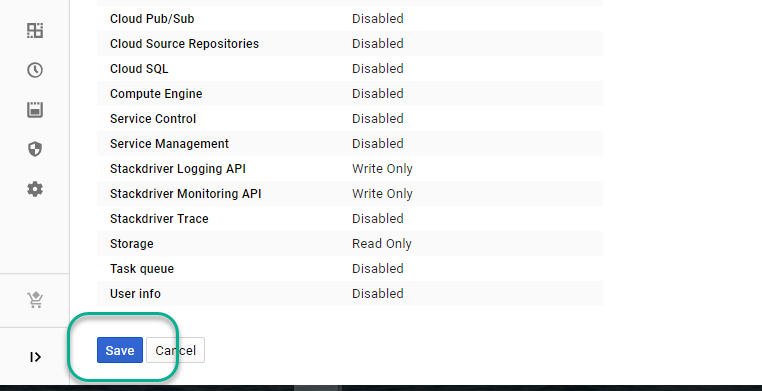 Cloud Pub/Sub Disabled
Cloud Source Repositories Disabled
Cloud SQL Disabled
Compute Engine Disabled
Service Control Disabled
Service Management Disabled
Stackdriver Logging API Write Only
Stackdriver Monitoring API Write Only
Stackdriver Trace Disabled
Storage Read Only
Task queue Disabled
User info Disabled
Save Cancel